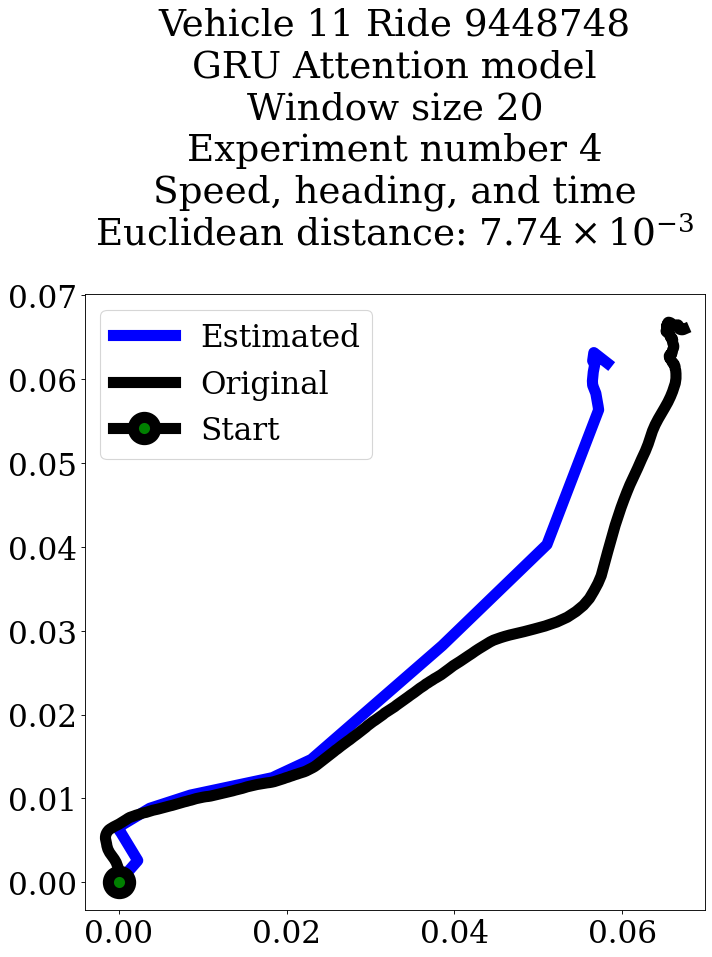 Vehicle 11 Ride 9448748
GRU Attention model
Window size 20
Experiment number 4
Speed, heading, and time
Euclidean distance: 7.74 × 10⁻³
0.07
0.06
0.05
0.04
0.03
0.02
0.01
0.00
Estimated
Original
Start
0.00 0.02 0.04 0.06